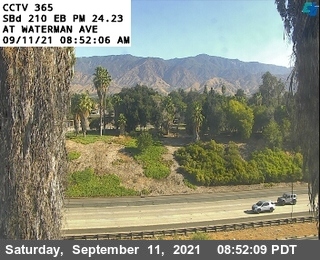 CCTV 365
SBd 210 EB PM 24.23
AT WATERMAN AVE
09/11/21 08:52:06 AM
Saturday, September 11, 2021 08:52:09 PDT